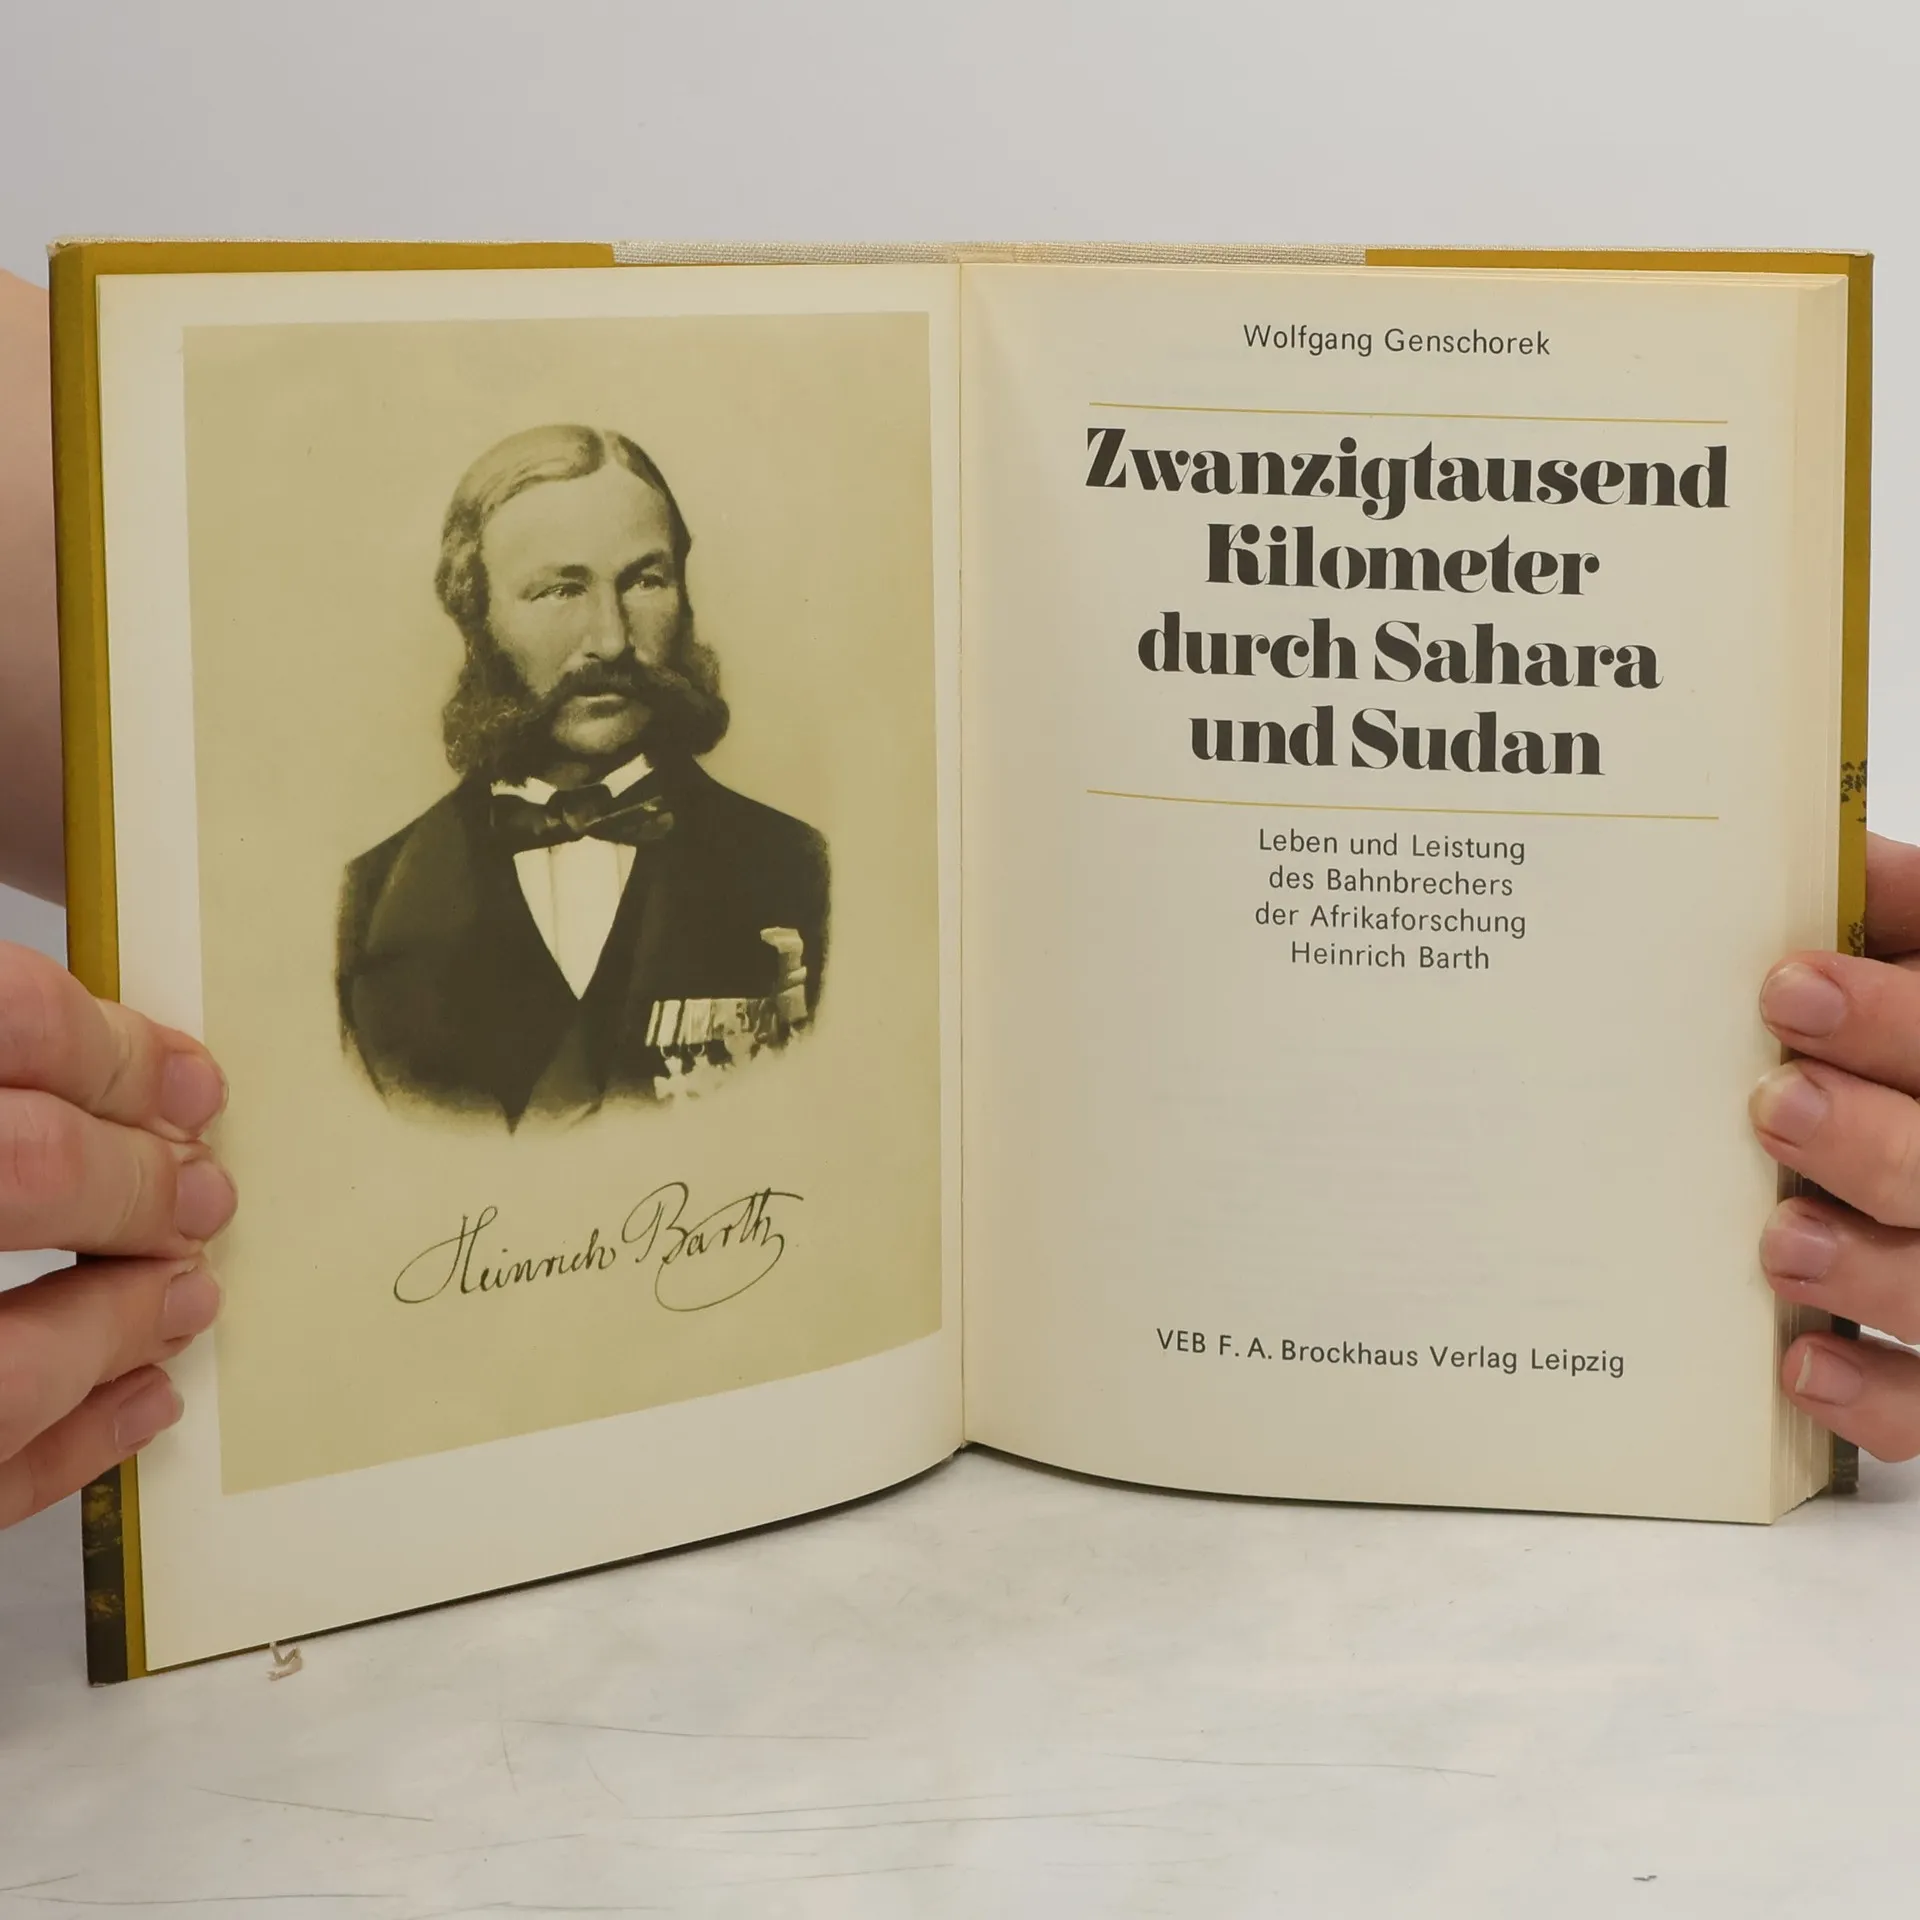 Heinrich Barth
Wolfgang Genschorek
Zwanzigtausend
Kilometer
durch Sahara
und Sudan
Leben und Leistung
des Bahnbrechers
der Afrikaforschung
Heinrich Barth
VEB F. A. Brockhaus Verlag Leipzig